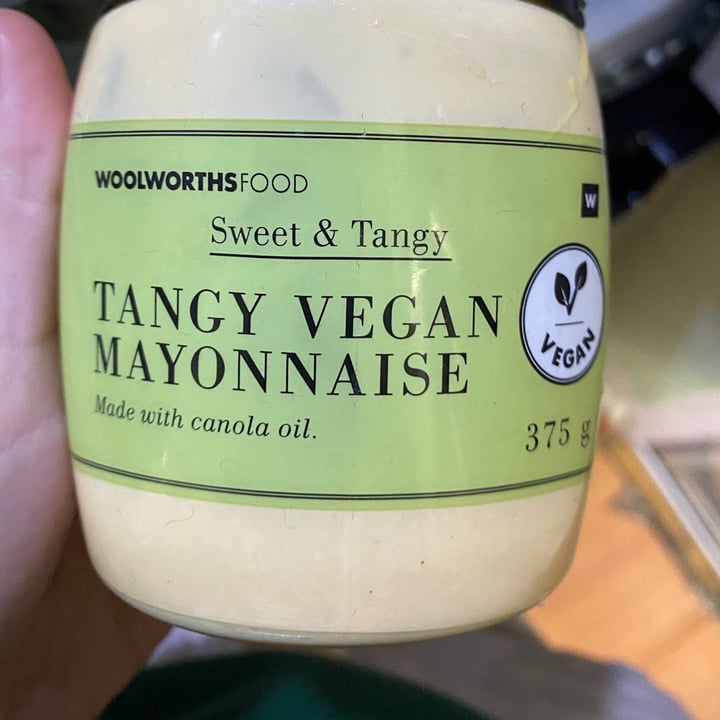 WOOLWORTHSFOOD
W
Sweet & Tangy
TANGY VEGAN
MAYONNAISE
Made with canola oil.
VEGAN
375 g